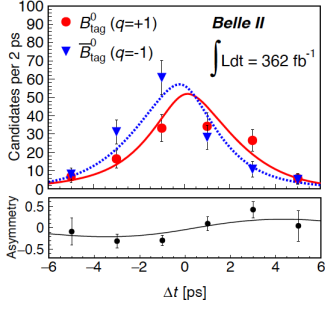 Candidates per 2 ps
100
90
80
70
60
50
40
30
20
10
0
B⁰tag (q=+1)
B̅⁰tag (q=-1)
Belle II
∫Ldt = 362 fb⁻¹
Asymmetry
0.5
0
−0.5
−6 −4 −2 0 2 4 6
Δt [ps]